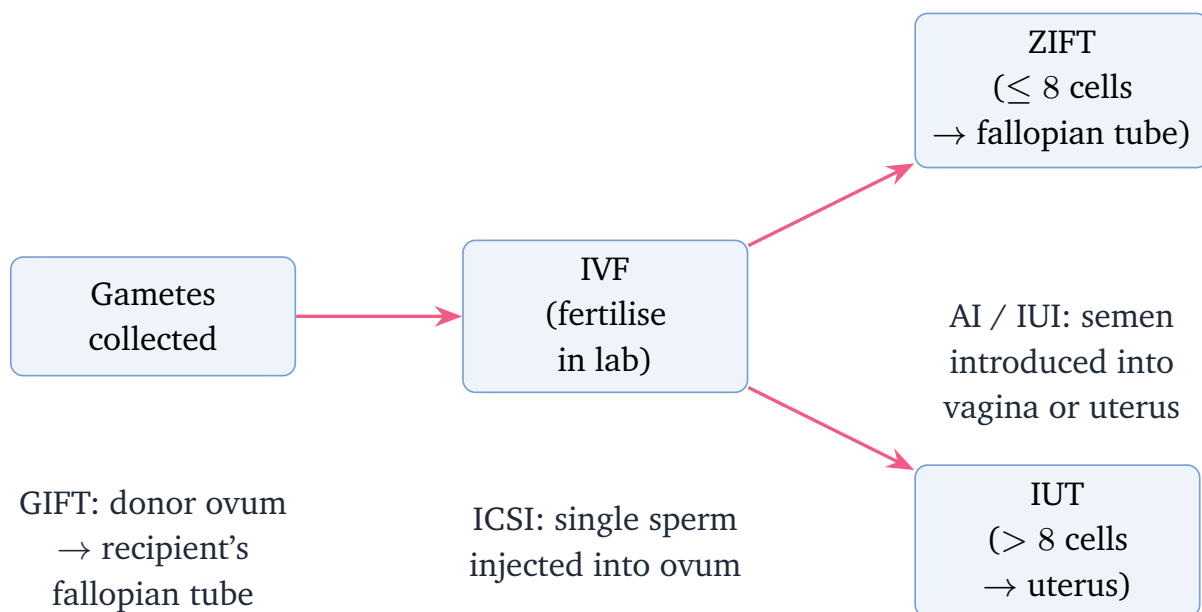 ZIFT
(≤ 8 cells
→ fallopian tube)
Gametes
collected
IVF
(fertilise
in lab)
AI / IUI: semen
introduced into
vagina or uterus
GIFT: donor ovum
→ recipient’s
fallopian tube
ICSI: single sperm
injected into ovum
IUT
(> 8 cells
→ uterus)